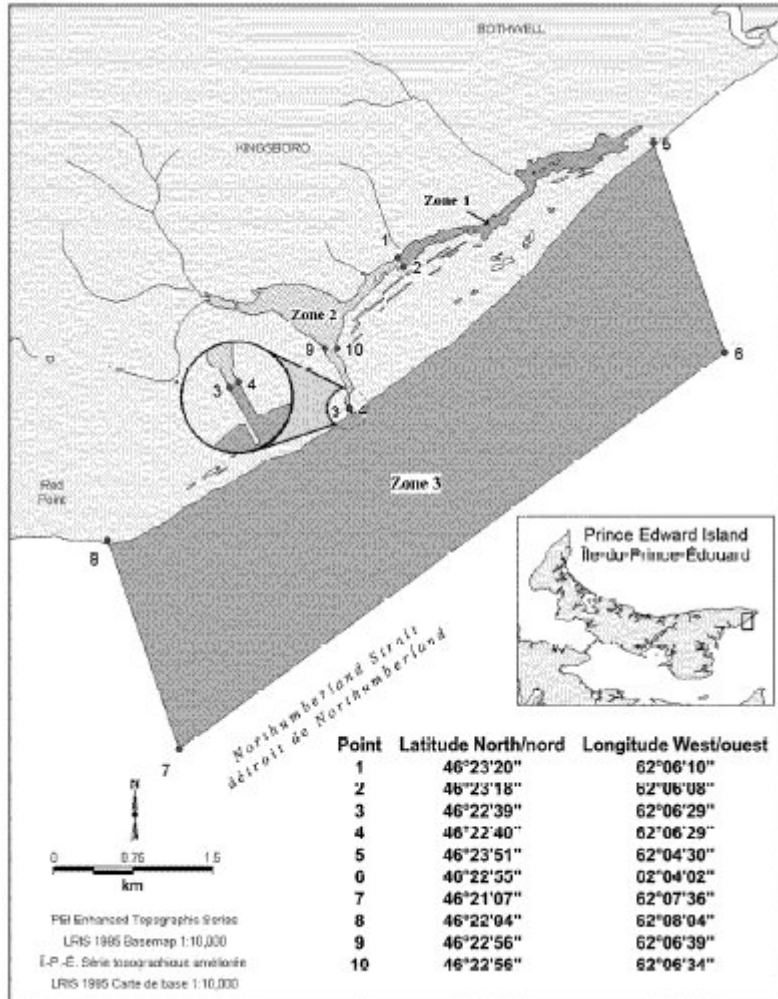 BOTHWELL
KINGSBORO
Zone 1
5
1
2
Zone 2
9
10
6
3
4
3
4
Zone 3
Red
Point
8
Prince Edward Island
Île-du-Prince-Édouard
Northumberland Strait
détroit de Northumberland
7
Point Latitude North/nord Longitude West/ouest
1 46°23'20" 62°06'10"
2 46°23'18" 62°06'08"
3 46°22'39" 62°06'29"
4 46°22'40" 62°06'29"
5 46°23'51" 62°04'30"
6 46°22'55" 62°04'02"
7 46°21'07" 62°07'36"
8 46°22'04" 62°08'04"
9 46°22'56" 62°06'39"
10 46°22'56" 62°06'34"
N
0 0.75 1.5
km
PEI Enhanced Topographic Series
LRIS 1985 Basemap 1:10,000
Î-P-É. Série topographique améliorée
LRIS 1985 Carte de base 1:10,000